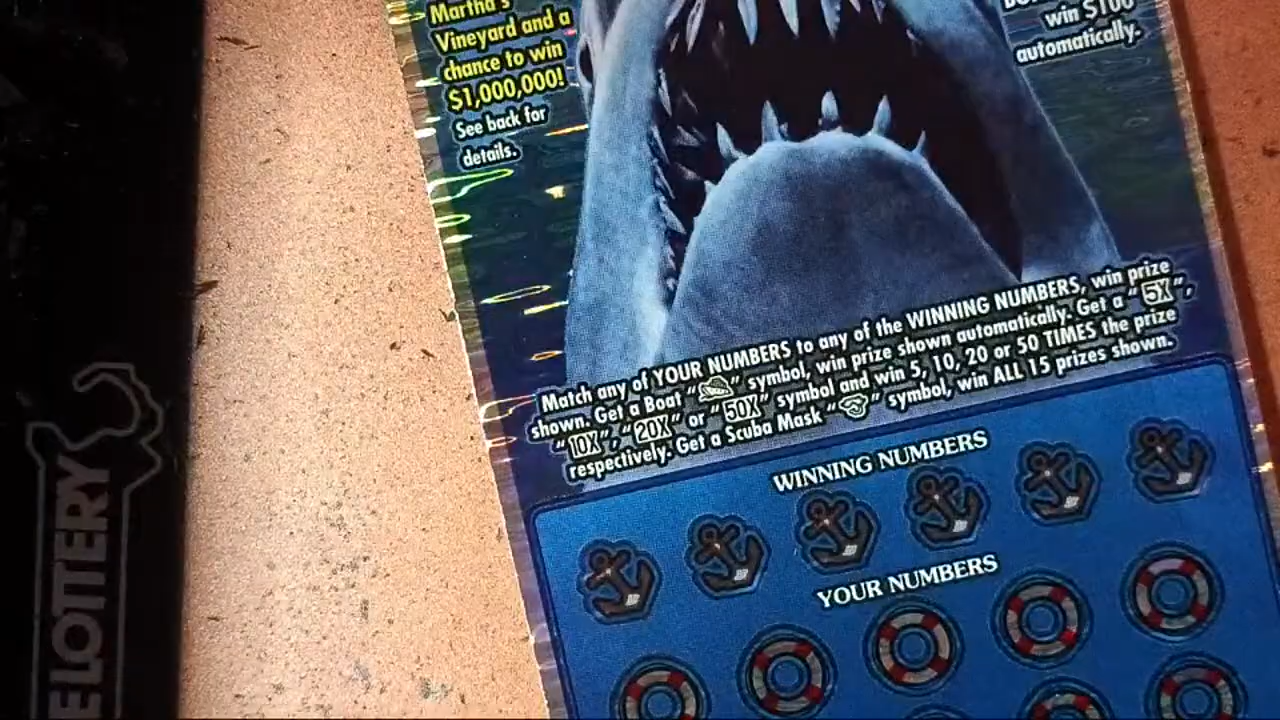 Martha's
Vineyard and a
chance to win
$1,000,000!
See back for
details.
win $100
automatically.
Match any of YOUR NUMBERS to any of the WINNING NUMBERS, win prize
shown. Get a Boat "" symbol, win prize shown automatically. Get a "5X",
"10X", "20X" or "50X" symbol and win 5, 10, 20 or 50 TIMES the prize
respectively. Get a Scuba Mask "" symbol, win ALL 15 prizes shown.
WINNING NUMBERS
YOUR NUMBERS
ELOTTERY